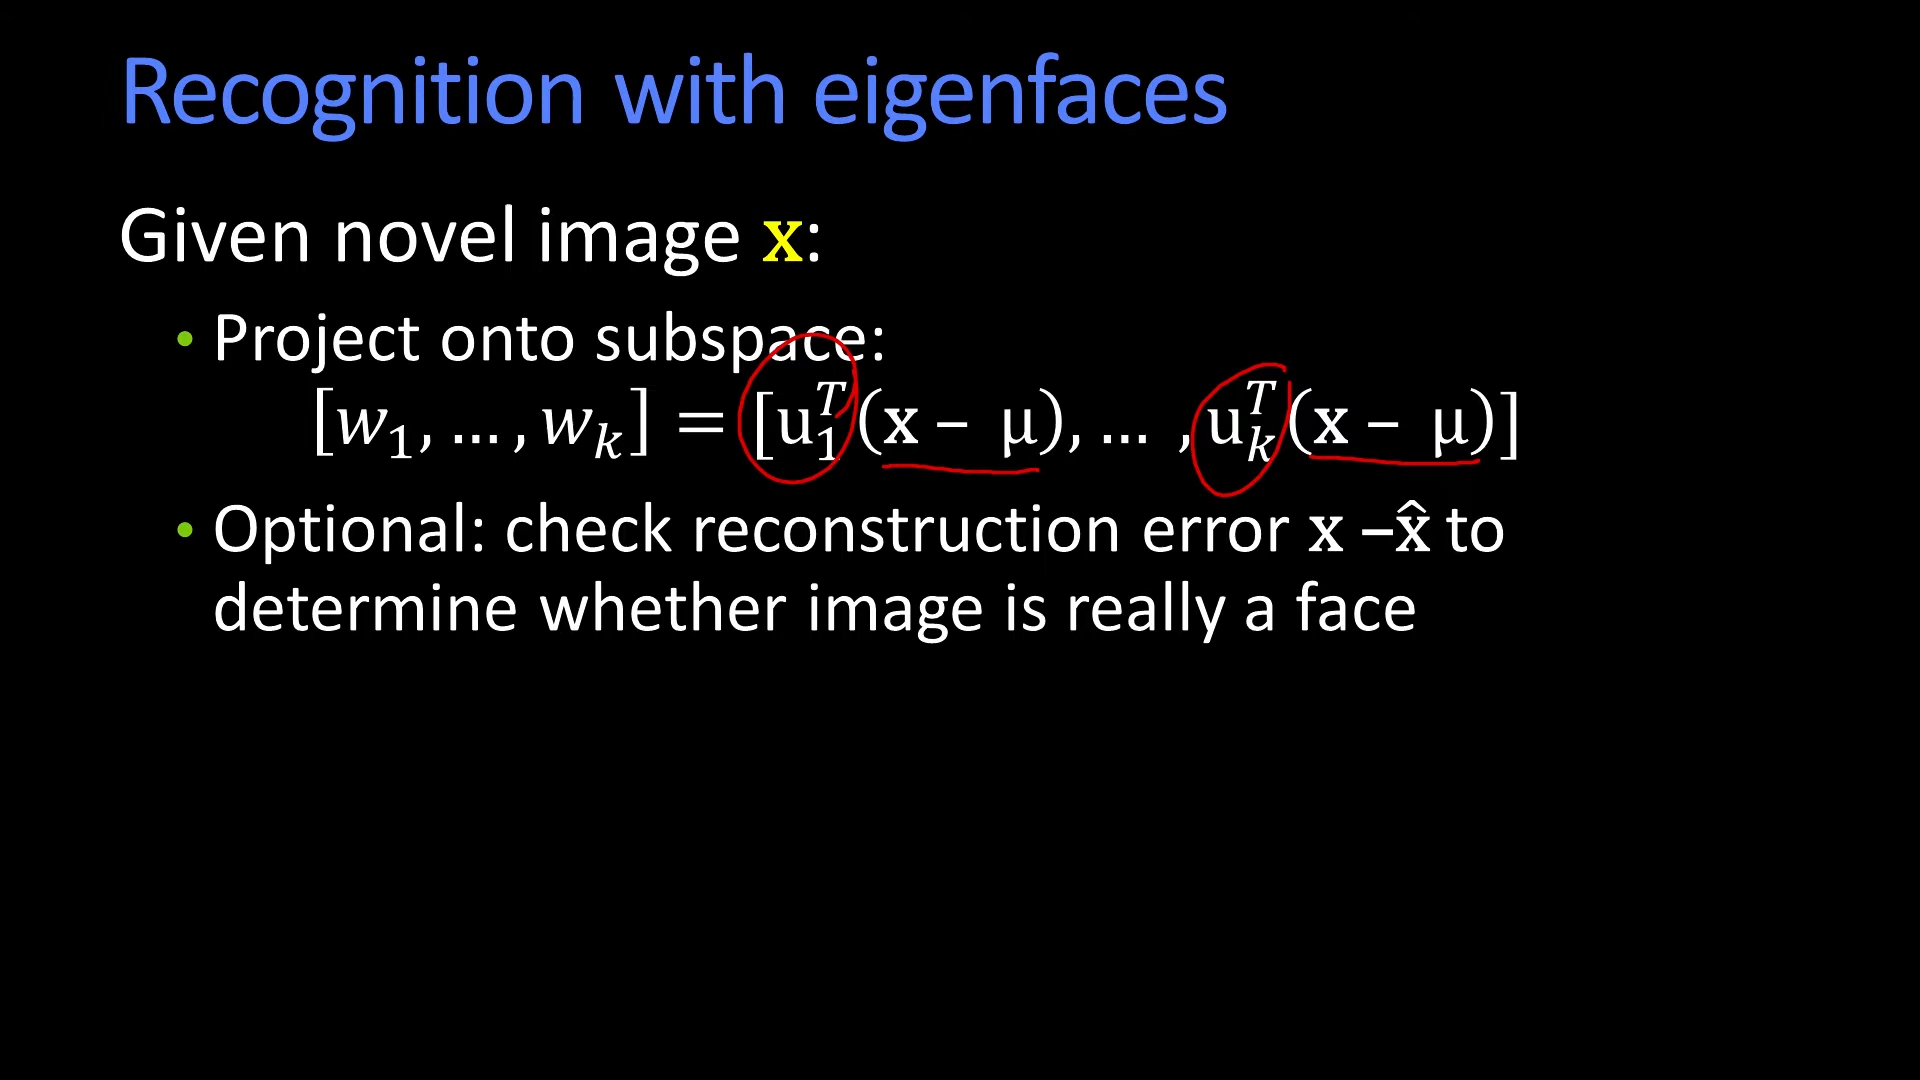 Recognition with eigenfaces
Given novel image x:
• Project onto subspace:
[w₁, … , wₖ] = [u₁ᵀ(x – μ), … , uₖᵀ(x – μ)]
• Optional: check reconstruction error x –x̂ to
determine whether image is really a face